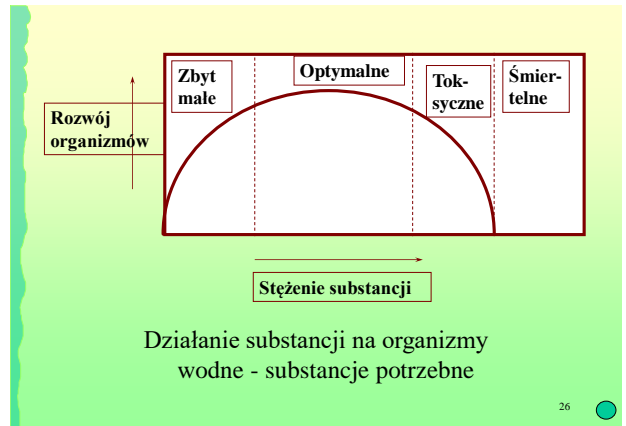 Zbyt
małe
Optymalne
Tok-
syczne
Śmier-
telne
Rozwój
organizmów
Stężenie substancji
Działanie substancji na organizmy
wodne - substancje potrzebne
26